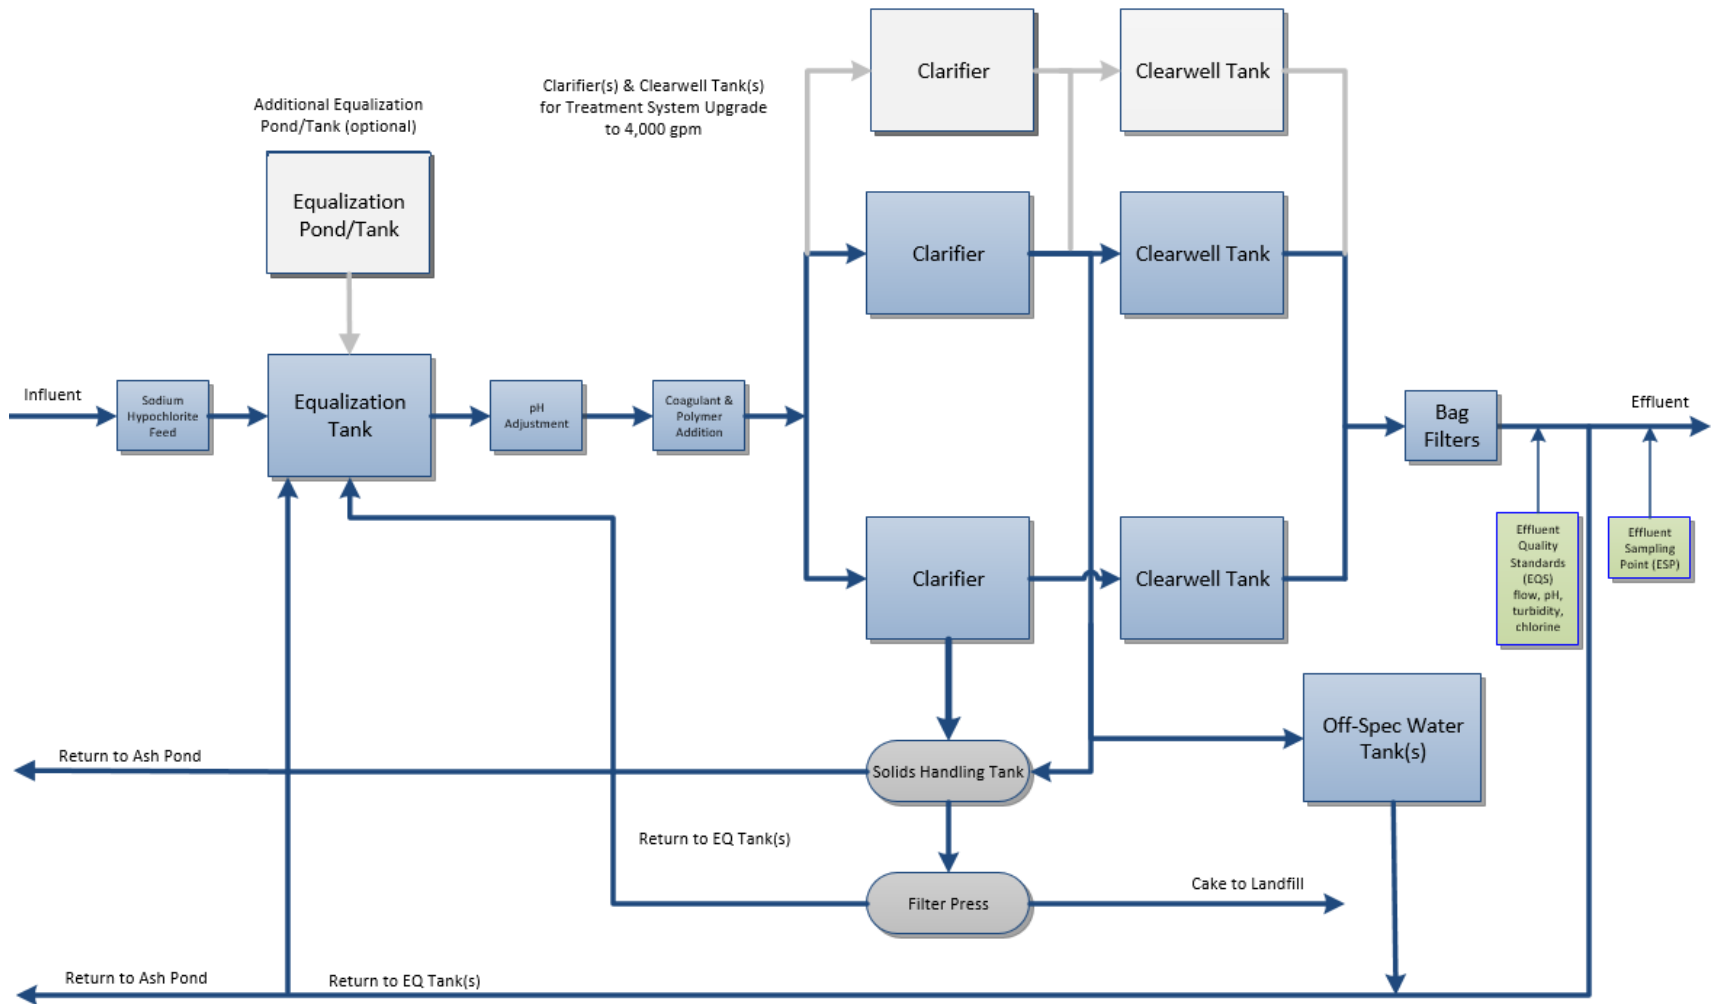 Clarifier
Clearwell Tank
Clarifier(s) & Clearwell Tank(s)
for Treatment System Upgrade
to 4,000 gpm
Additional Equalization
Pond/Tank (optional)
Equalization
Pond/Tank
Clarifier
Clearwell Tank
Influent
Sodium
Hypochlorite
Feed
Equalization
Tank
pH
Adjustment
Coagulant &
Polymer
Addition
Bag
Filters
Effluent
Effluent
Quality
Standards
(EQS)
flow, pH,
turbidity,
chlorine
Effluent
Sampling
Point (ESP)
Clarifier
Clearwell Tank
Off-Spec Water
Tank(s)
Return to Ash Pond
Solids Handling Tank
Return to EQ Tank(s)
Filter Press
Cake to Landfill
Return to Ash Pond
Return to EQ Tank(s)